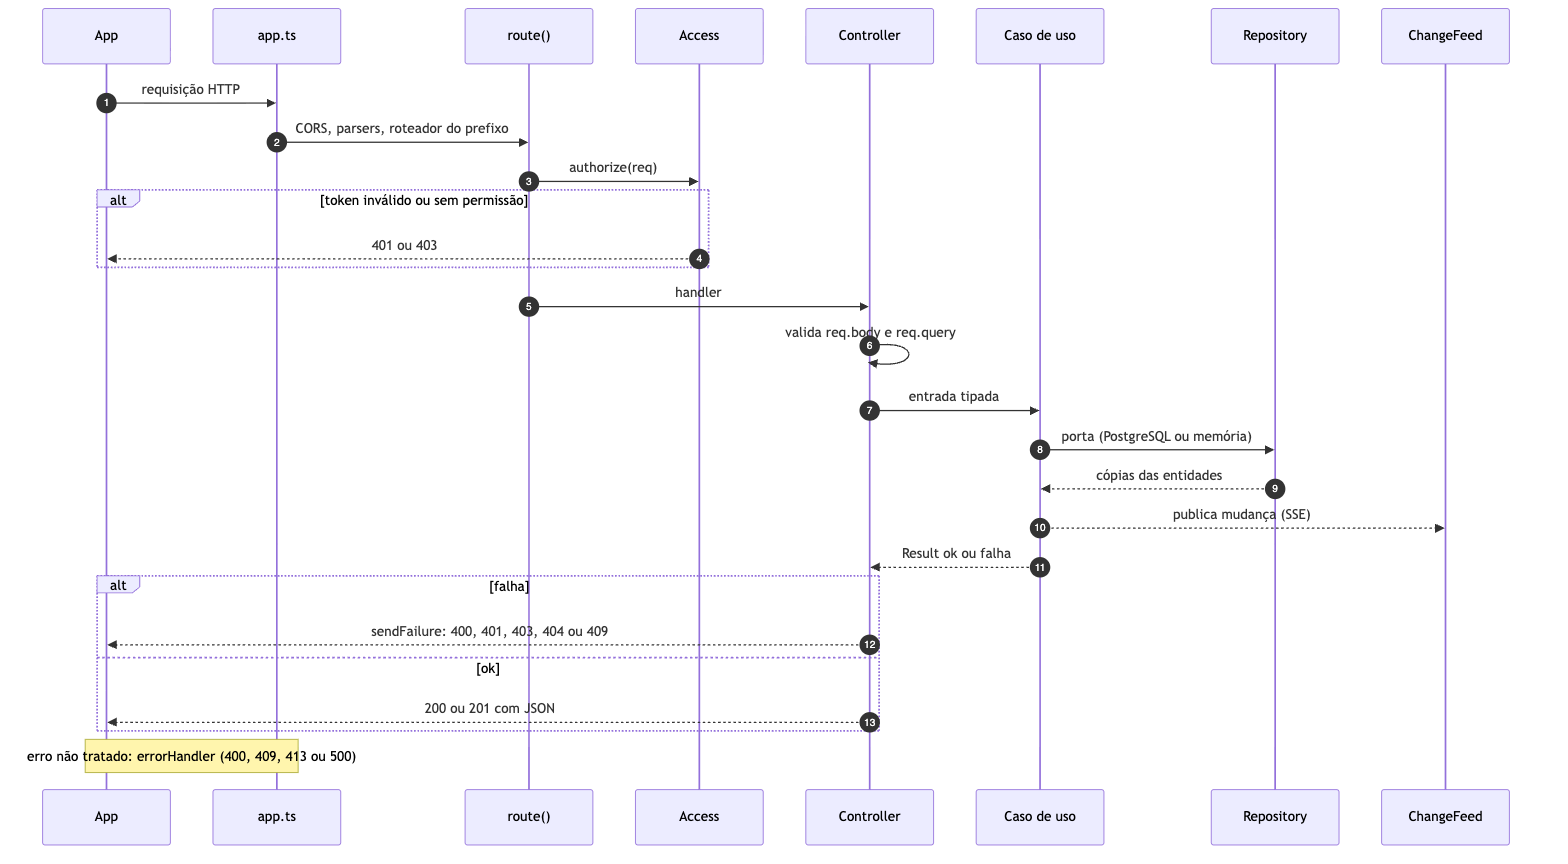 App
app.ts
route()
Access
Controller
Caso de uso
Repository
ChangeFeed
1
requisição HTTP
2
CORS, parsers, roteador do prefixo
3
authorize(req)
alt
[token inválido ou sem permissão]
401 ou 403
4
5
handler
valida req.body e req.query
6
7
entrada tipada
8
porta (PostgreSQL ou memória)
cópias das entidades
9
10
publica mudança (SSE)
Result ok ou falha
11
alt
[falha]
sendFailure: 400, 401, 403, 404 ou 409
12
[ok]
200 ou 201 com JSON
13
erro não tratado: errorHandler (400, 409, 413 ou 500)
App
app.ts
route()
Access
Controller
Caso de uso
Repository
ChangeFeed